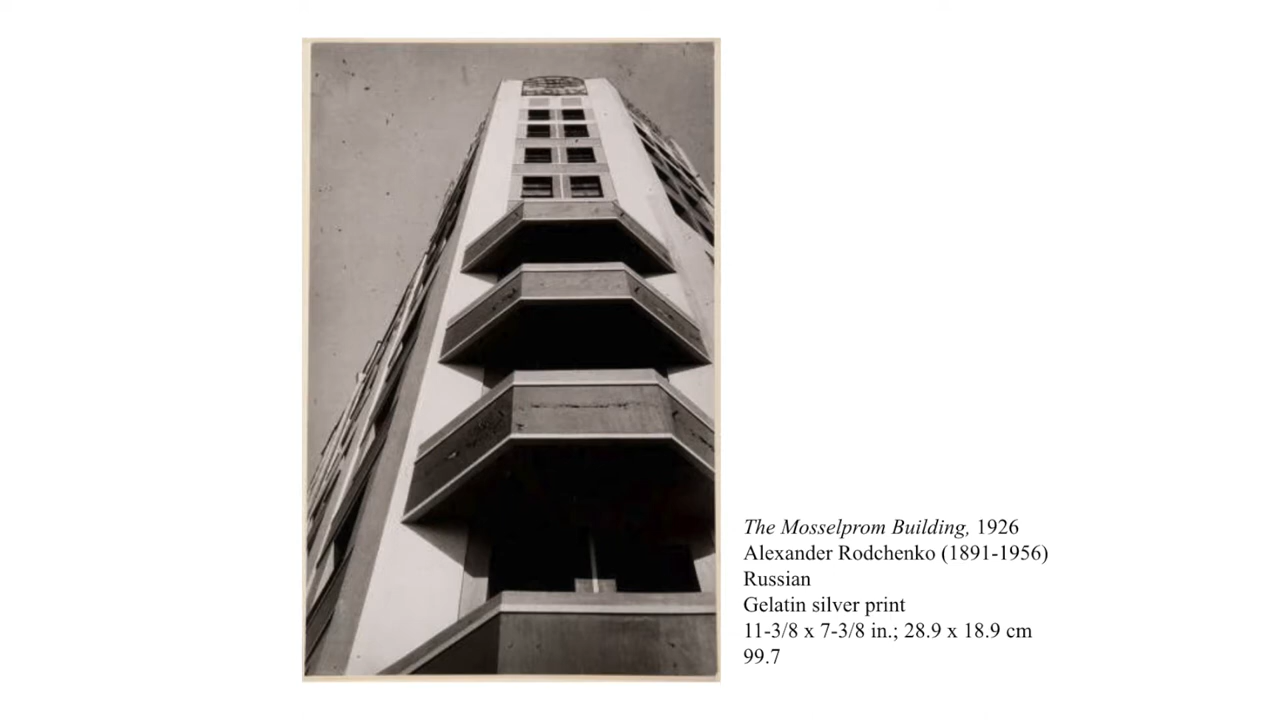 The Mosselprom Building, 1926
Alexander Rodchenko (1891-1956)
Russian
Gelatin silver print
11-3/8 x 7-3/8 in.; 28.9 x 18.9 cm
99.7